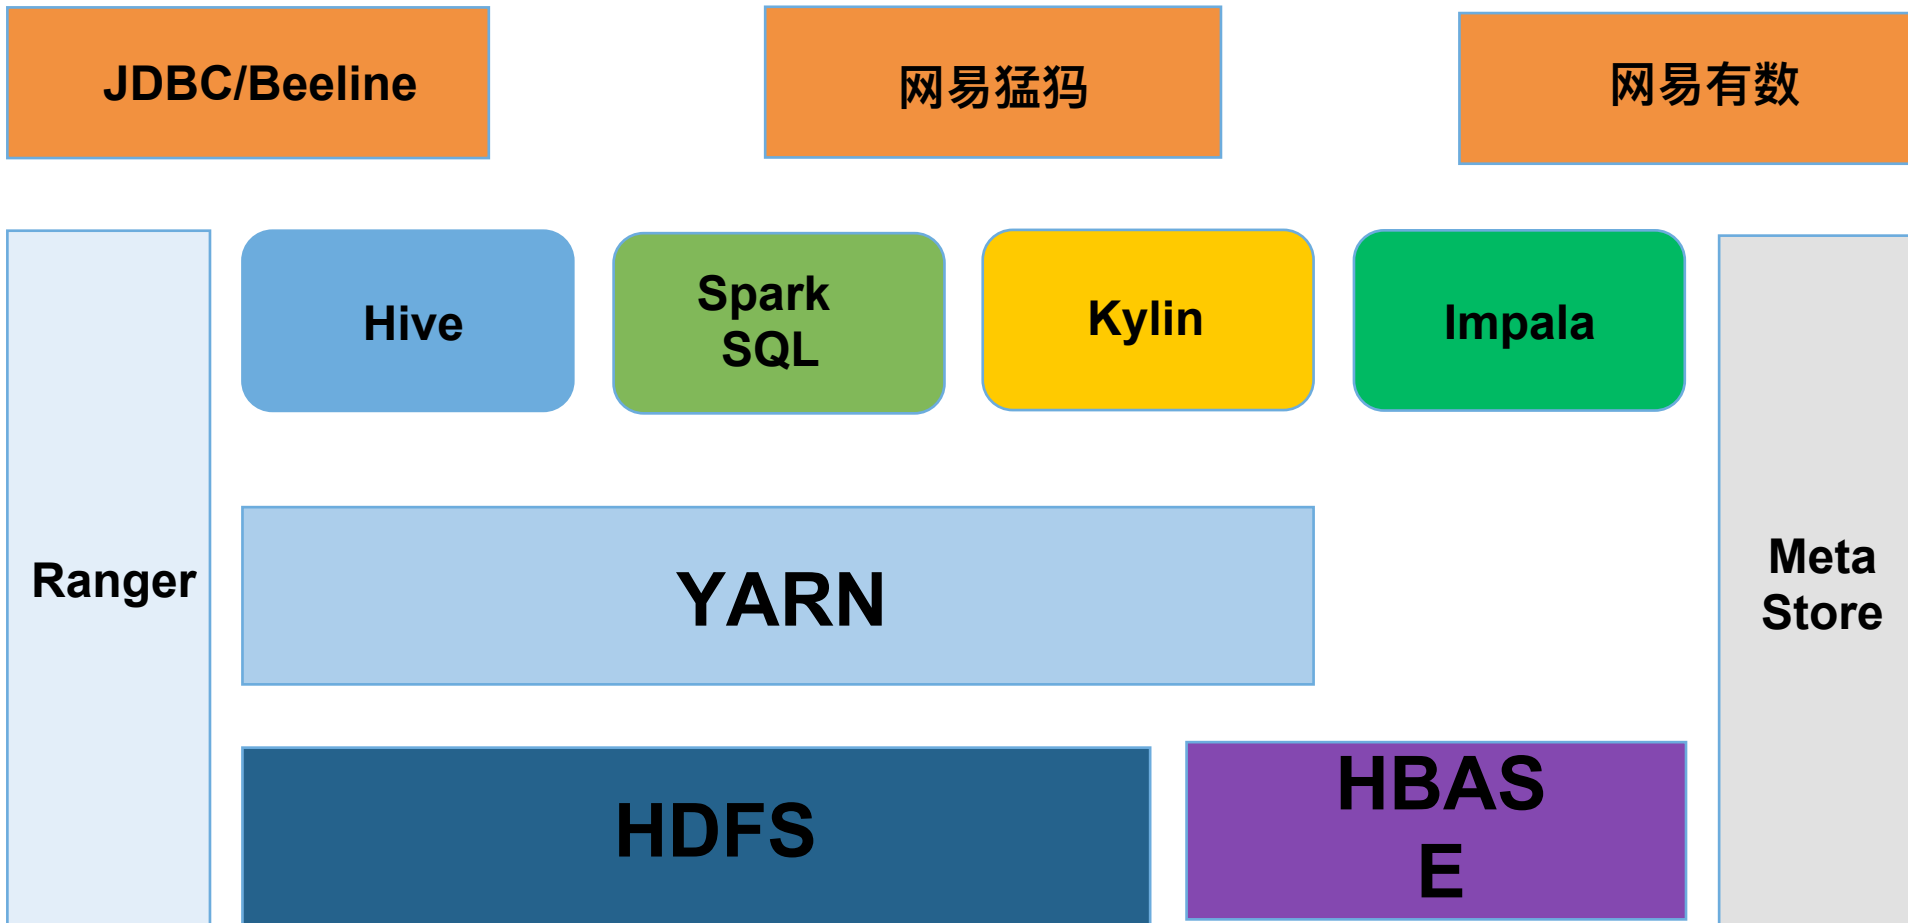 JDBC/Beeline
网易猛犸
网易有数
Hive
Spark
SQL
Kylin
Impala
Ranger
YARN
Meta
Store
HDFS
HBAS
E